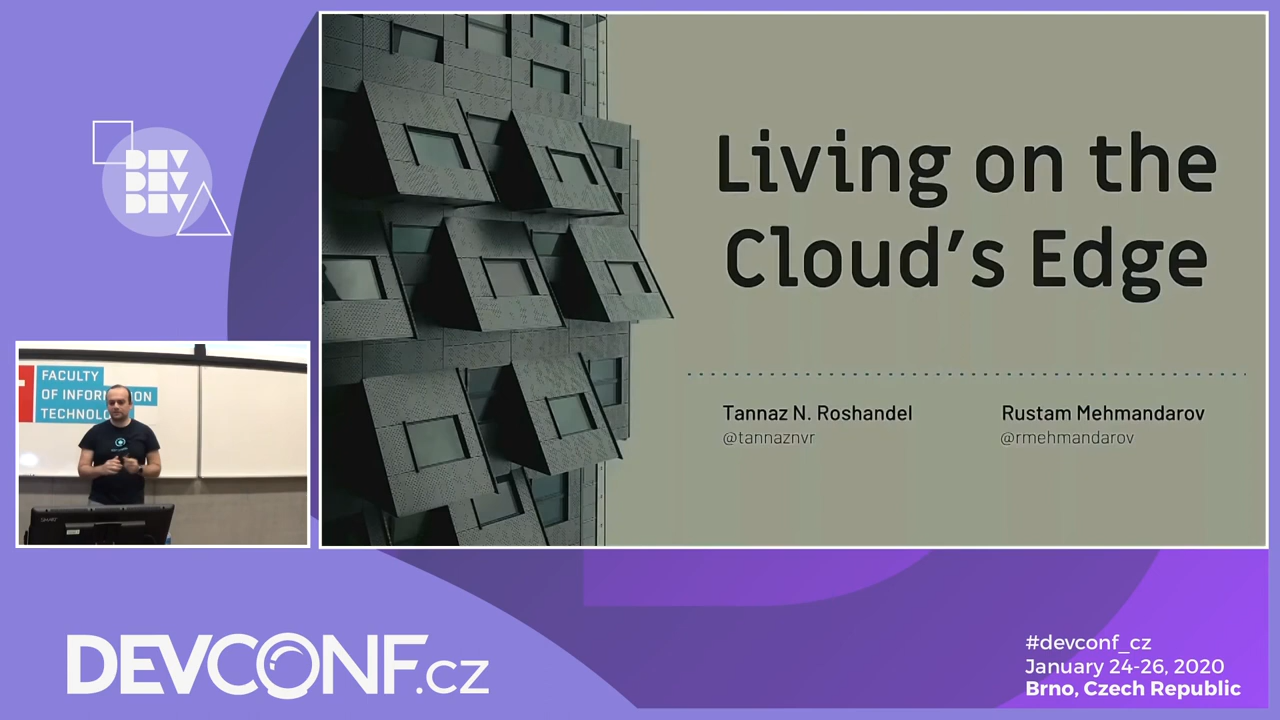 DEV
DEV
DEV
Living on the
Cloud's Edge
Tannaz N. Roshandel
@tannaznvr
Rustam Mehmandarov
@rmehmandarov
FACULTY
OF INFORMATION
DEVCONF.cz
#devconf_cz
January 24-26, 2020
Brno, Czech Republic